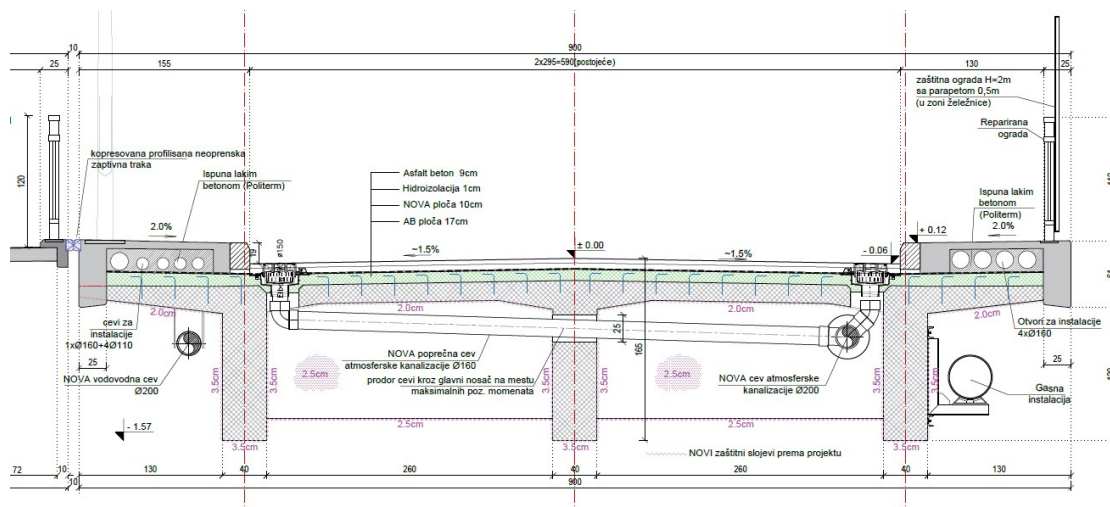 10
900
25
155
2x295=590(postojeće)
130
25
zaštitna ograda H=2m
sa parapetom 0,5m
(u zoni železnice)
Reparirana
ograda
kopresovana profilisana neoprenska
zaptivna traka
120
Ispuna lakim
betonom (Politerm)
Asfalt beton 9cm
Hidroizolacija 1cm
NOVA ploča 10cm
AB ploča 17cm
Ispuna lakim
betonom
(Politerm)
2.0%
2.0%
19
ø150
~1.5%
± 0.00
~1.5%
- 0.06
+ 0.12
2.0cm
2.0cm
2.0cm
2.0cm
cevi za
instalacije
1xØ160+4Ø110
Otvori za instalacije
4xØ160
25
165
25
25
NOVA poprečna cev
atmosferske kanalizacije Ø160
prodor cevi kroz glavni nosač na mestu
maksimalnih poz. momenata
NOVA cev atmosferske
kanalizacije Ø200
NOVA vodovodna cev
Ø200
Gasna
instalacija
3.5cm
3.5cm
3.5cm
3.5cm
3.5cm
3.5cm
2.5cm
2.5cm
2.5cm
2.5cm
- 1.57
3.5cm
3.5cm
3.5cm
NOVI zaštitni slojevi prema projektu
72
10
130
40
260
40
260
40
130
10
900